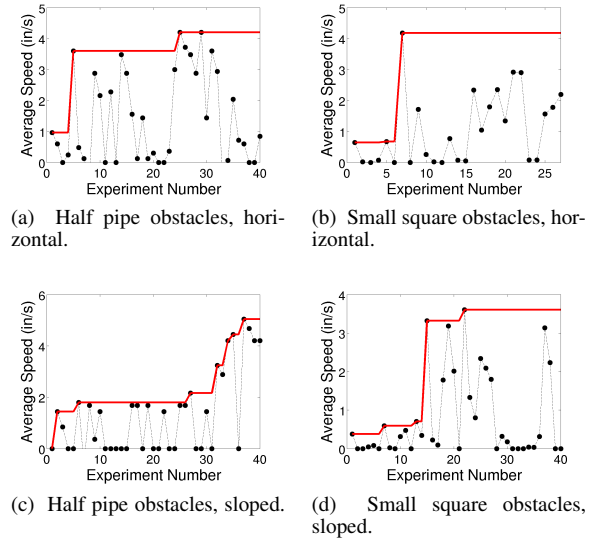 Average Speed (in/s)
5
4
3
2
1
0
0 10 20 30 40
Experiment Number
(a) Half pipe obstacles, hori-
zontal.
Average Speed (in/s)
5
4
3
2
1
0
0 5 10 15 20 25
Experiment Number
(b) Small square obstacles, hor-
izontal.
Average Speed (in/s)
6
4
2
0
0 10 20 30 40
Experiment Number
(c) Half pipe obstacles, sloped.
Average Speed (in/s)
4
3
2
1
0
0 10 20 30 40
Experiment Number
(d) Small square obstacles,
sloped.